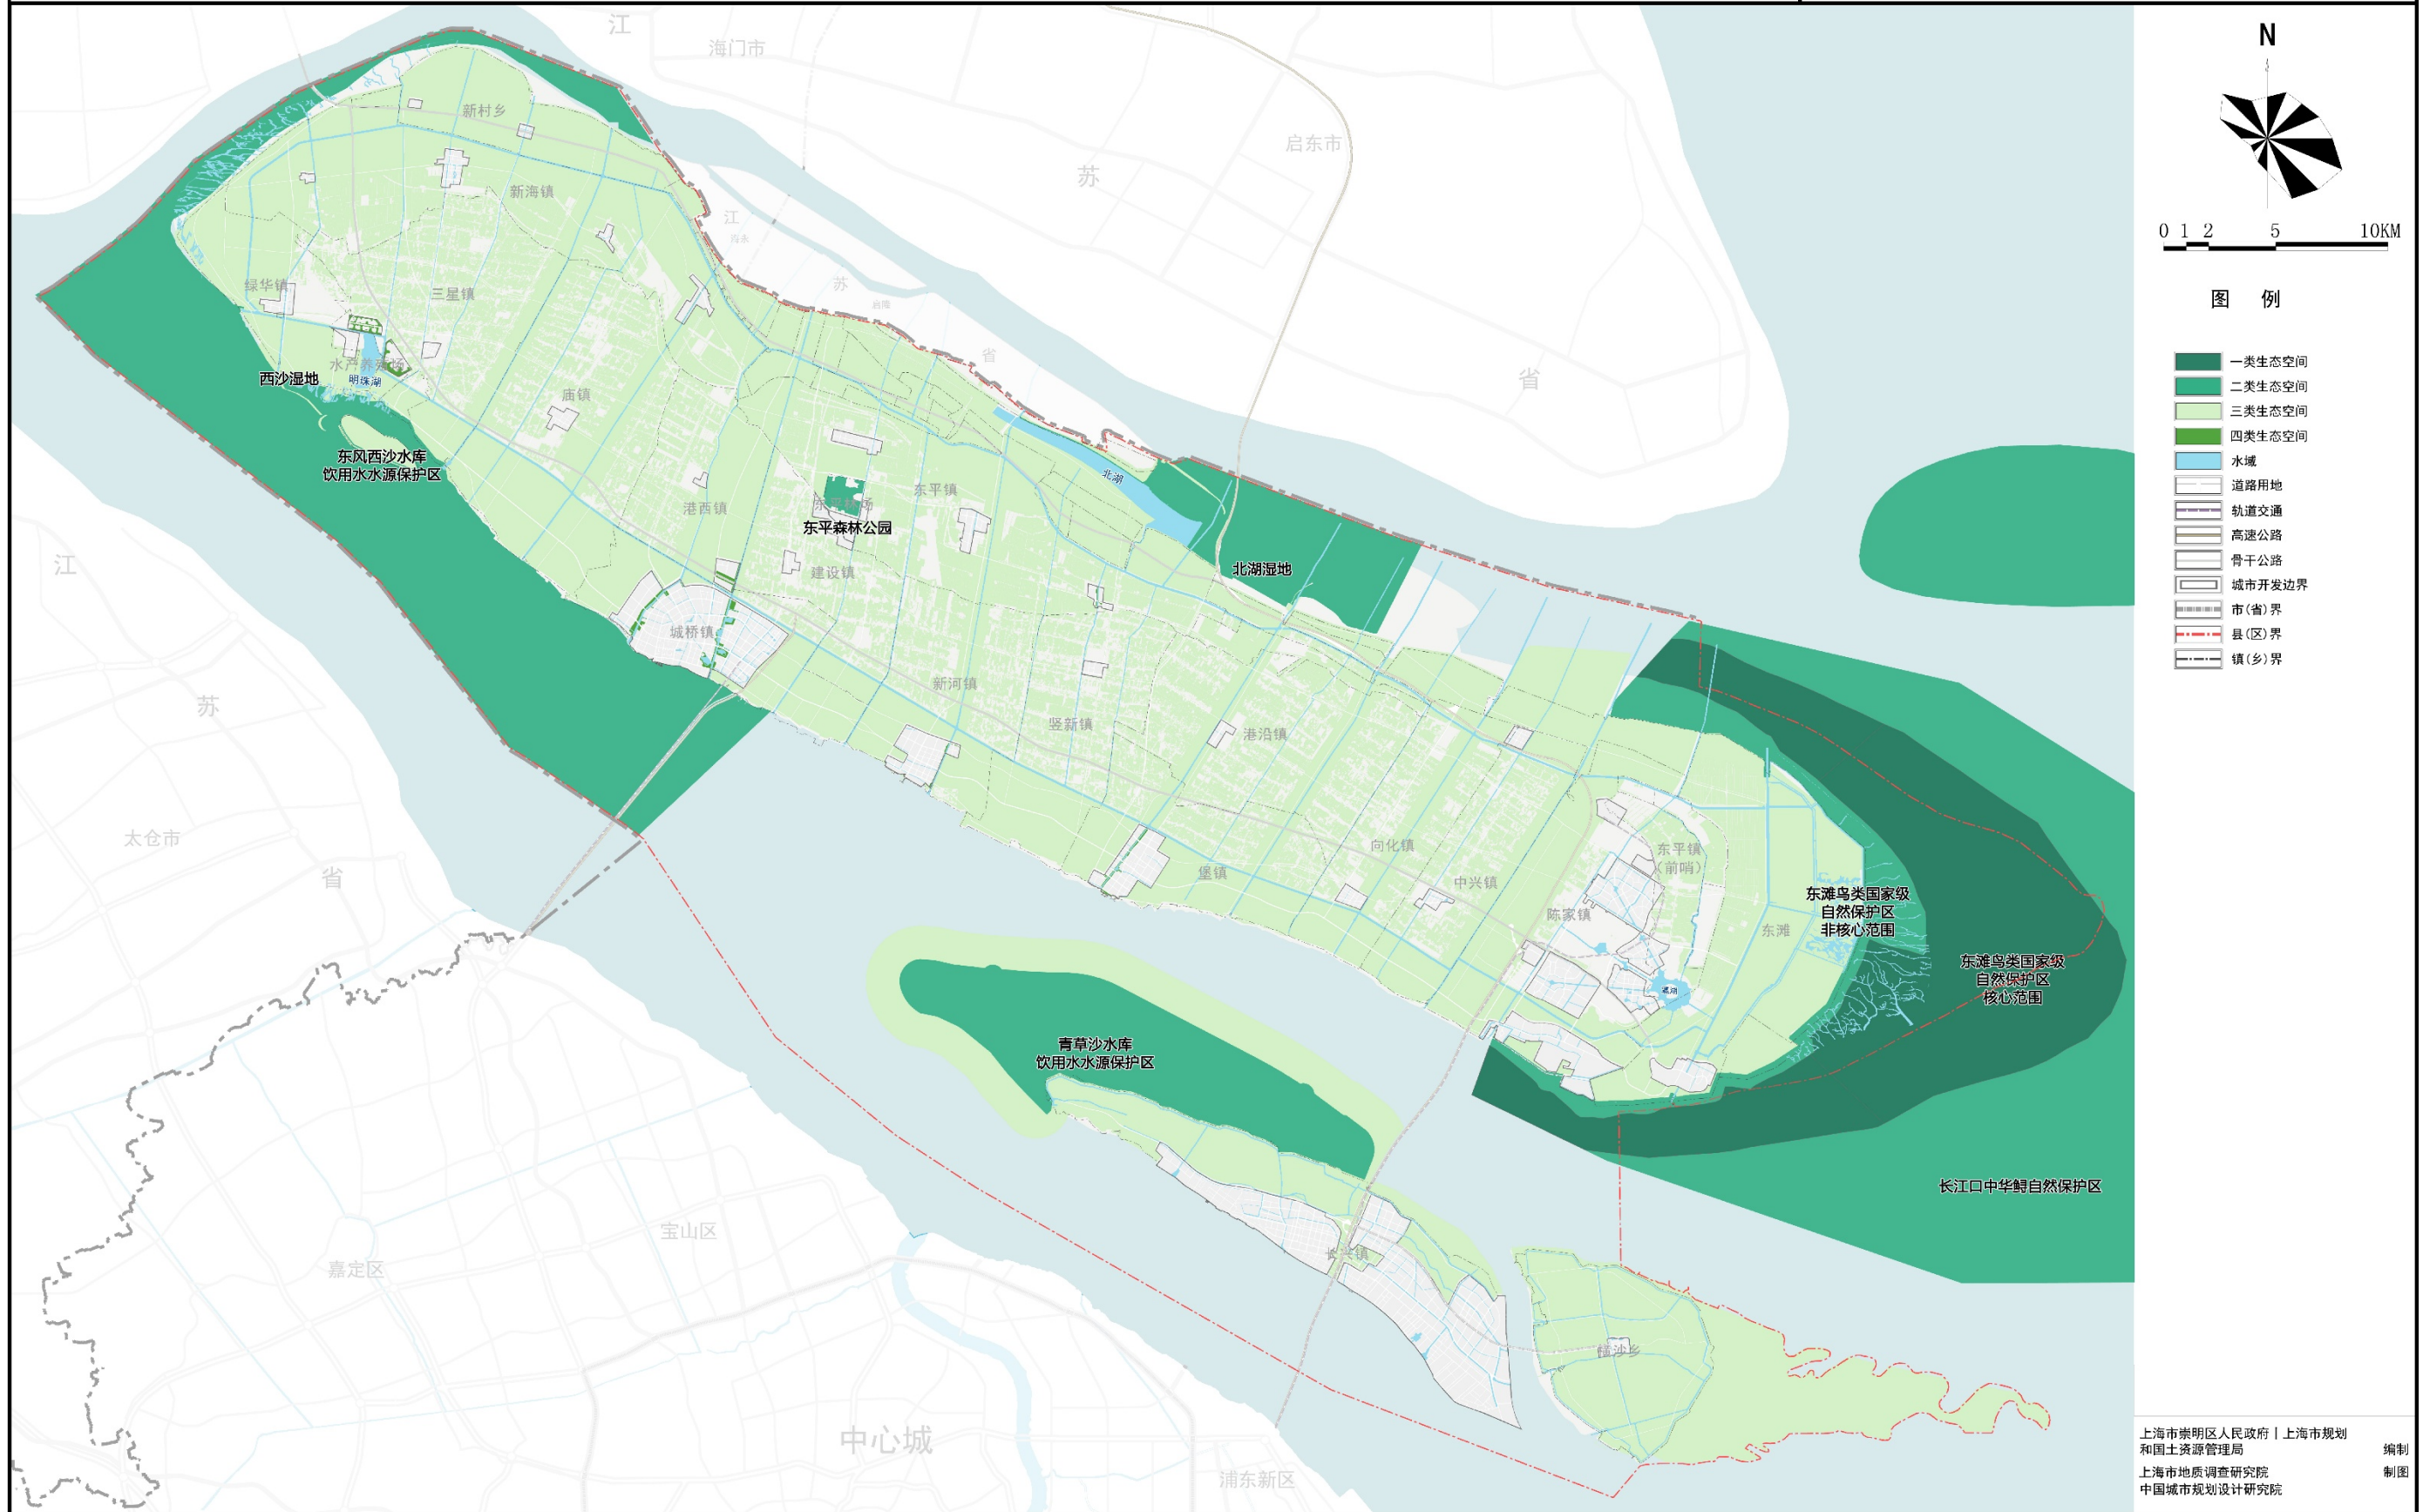 江
海门市
N
新村乡
启东市
苏
新海镇
江
海永
0 1 2 5 10KM
绿华镇
三星镇
苏
启隆
图 例
省
一类生态空间
水产养殖场
西沙湿地
明珠湖
省
二类生态空间
庙镇
三类生态空间
四类生态空间
东风西沙水库
饮用水水源保护区
水域
北湖
道路用地
东平镇
港西镇
东平林场
东平森林公园
轨道交通
高速公路
江
建设镇
北湖湿地
骨干公路
城市开发边界
市(省)界
城桥镇
县(区)界
镇(乡)界
新河镇
苏
竖新镇
港沿镇
太仓市
向化镇
东平镇
(前哨)
省
堡镇
中兴镇
东滩鸟类国家级
自然保护区
非核心范围
陈家镇
东滩
东滩鸟类国家级
自然保护区
核心范围
青草沙水库
饮用水水源保护区
长江口中华鲟自然保护区
宝山区
长兴镇
嘉定区
横沙乡
中心城
浦东新区
上海市崇明区人民政府|上海市规划
和国土资源管理局 编制
上海市地质调查研究院 制图
中国城市规划设计研究院